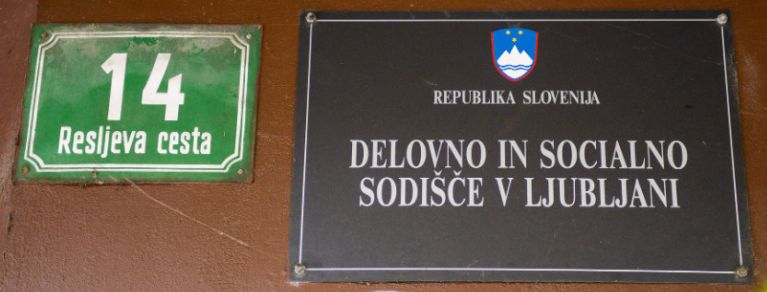 14
Resljeva cesta
REPUBLIKA SLOVENIJA
DELOVNO IN SOCIALNO
SODIŠČE V LJUBLJANI